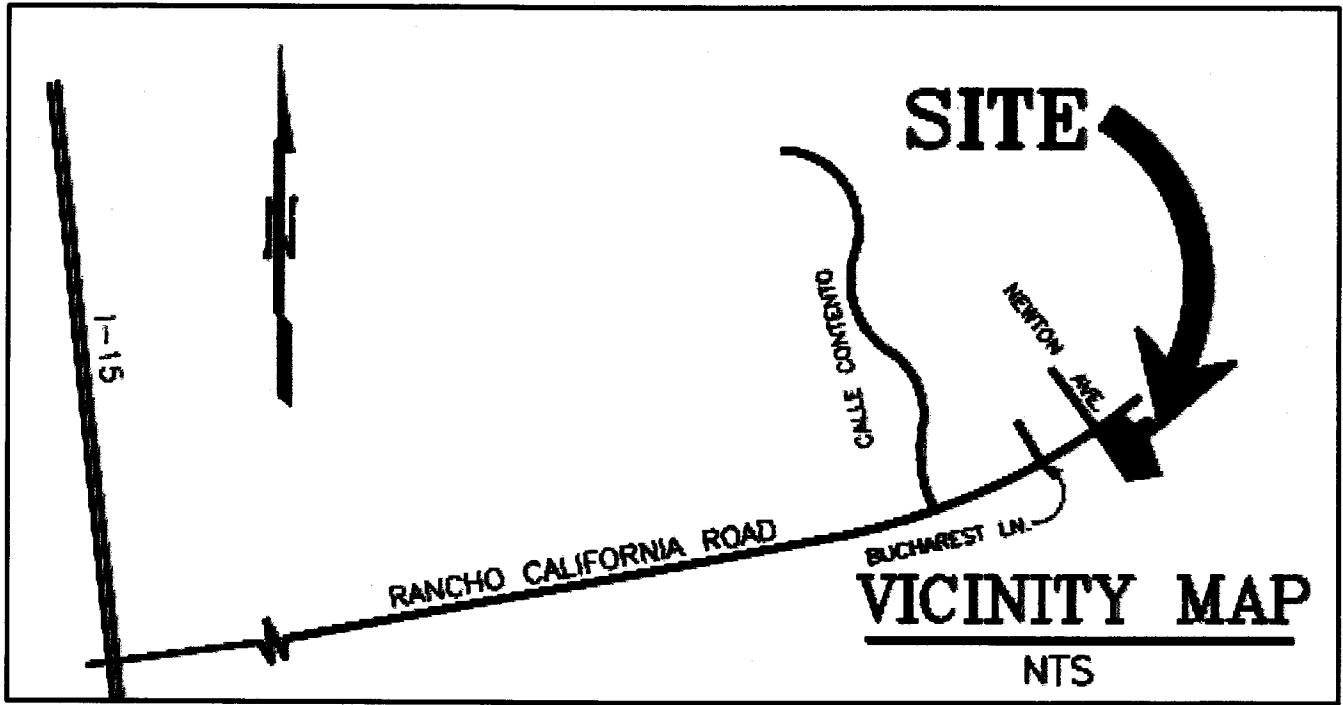 SITE
N
I-15
CALLE CONTENTO
NEWTON AVE.
RANCHO CALIFORNIA ROAD
BUCHAREST LN.
VICINITY MAP
NTS